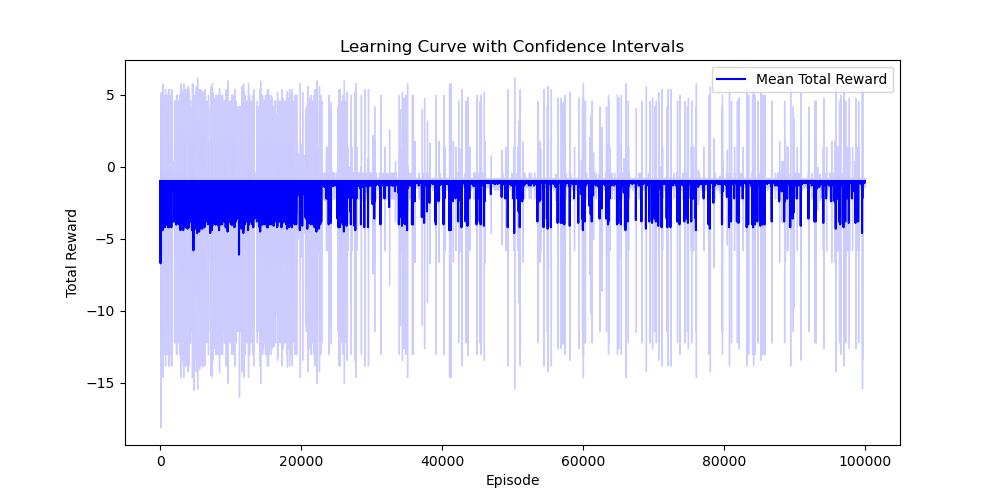 Learning Curve with Confidence Intervals
Mean Total Reward
Total Reward
5
0
−5
−10
−15
0
20000
40000
60000
80000
100000
Episode